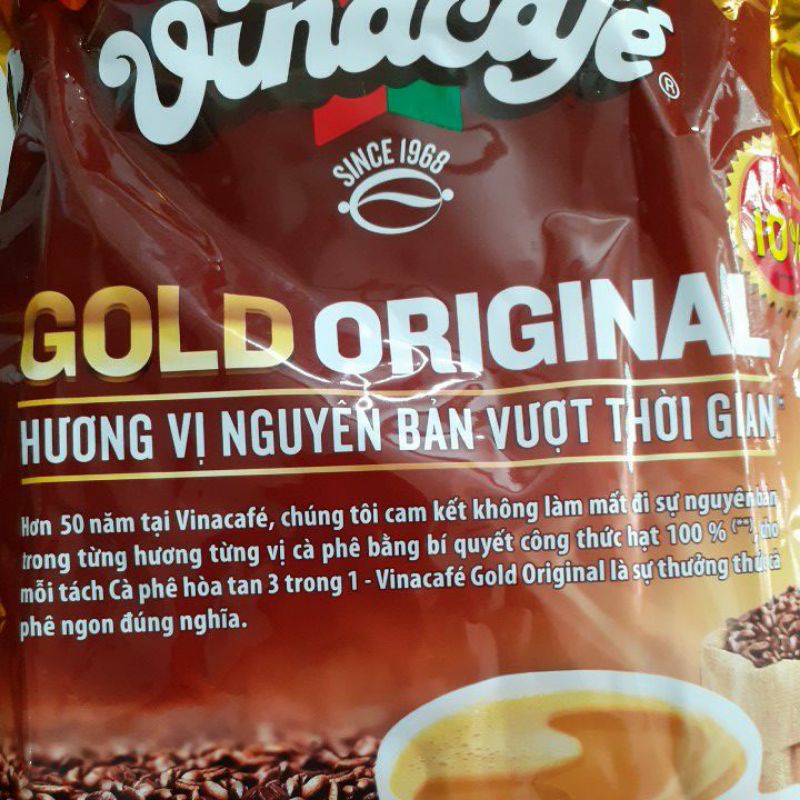 Vinacafé
®
SINCE 1968
10%
GOLD ORIGINAL
HƯƠNG VỊ NGUYÊN BẢN VƯỢT THỜI GIAN
Hơn 50 năm tại Vinacafé, chúng tôi cam kết không làm mất đi sự nguyên bản
trong từng hương từng vị cà phê bằng bí quyết công thức hạt 100 % (**), cho
mỗi tách Cà phê hòa tan 3 trong 1 - Vinacafé Gold Original là sự thưởng thức cà
phê ngon đúng nghĩa.